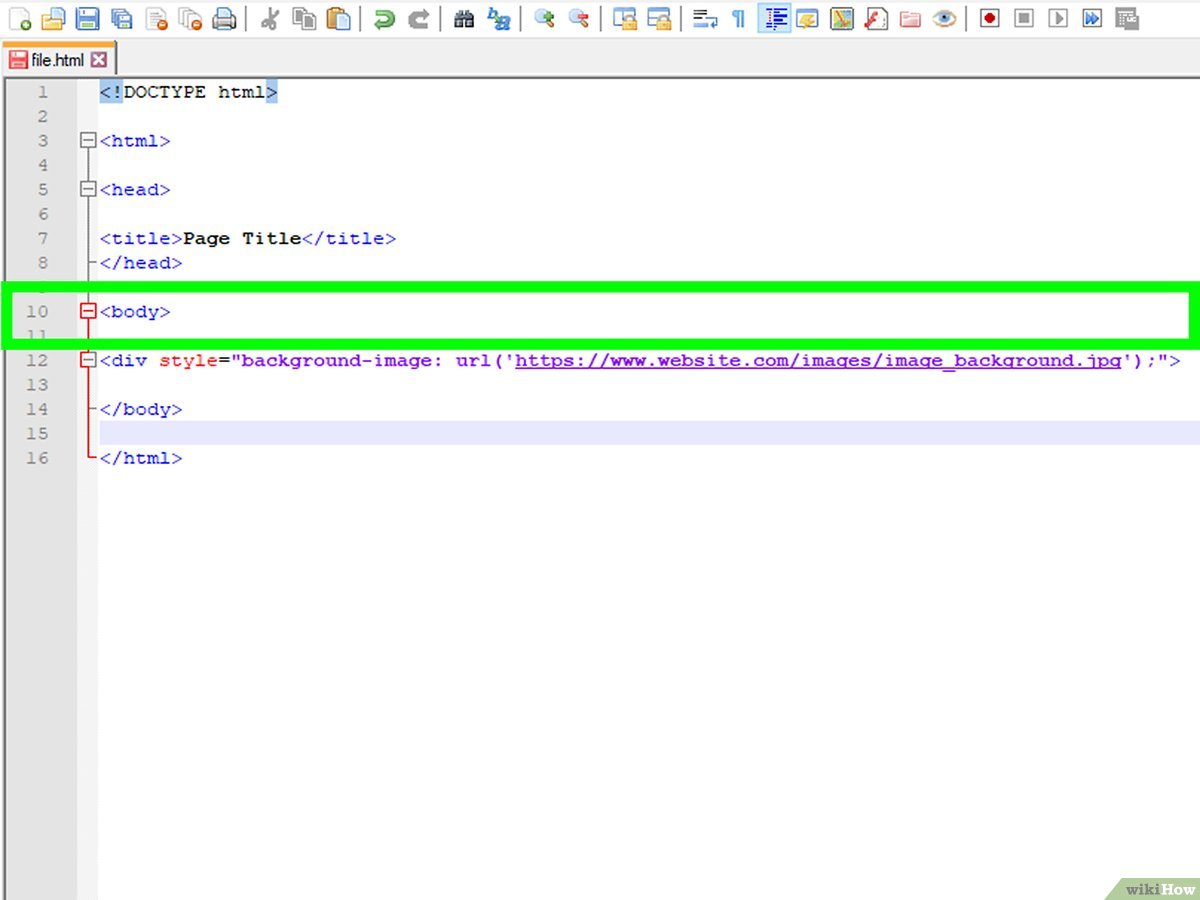 file.html
1 <!DOCTYPE html>
2
3 <html>
4
5 <head>
6
7 <title>Page Title</title>
8 </head>
10 <body>
11
12 <div style="background-image: url('https://www.website.com/images/image_background.jpg');">
13
14 </body>
15
16 </html>
wikiHow